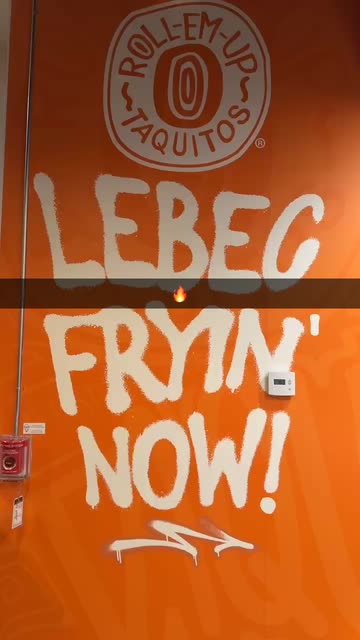 ROLL-EM-UP
TAQUITOS
®
LEBEC
🔥
FRYIN'
NOW!